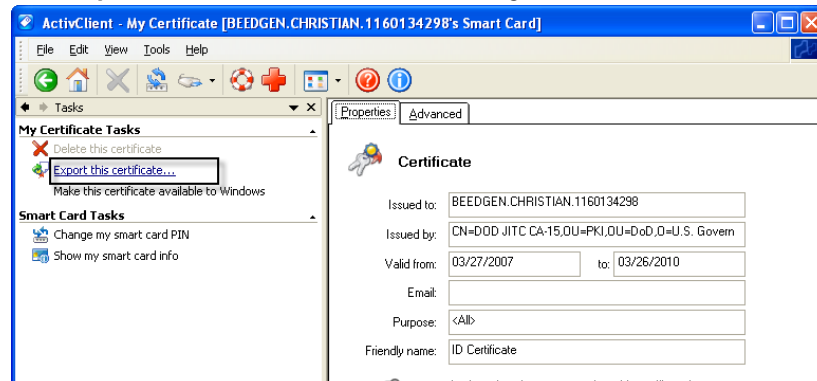 ActivClient - My Certificate [BEEDGEN.CHRISTIAN.1160134298's Smart Card]
File Edit View Tools Help
Tasks
My Certificate Tasks
Delete this certificate
Export this certificate...
Make this certificate available to Windows
Smart Card Tasks
Change my smart card PIN
Show my smart card info
Properties Advanced
Certificate
Issued to: BEEDGEN.CHRISTIAN.1160134298
Issued by: CN=DOD JITC CA-15,OU=PKI,OU=DoD,O=U.S. Govern
Valid from: 03/27/2007 to: 03/26/2010
Email:
Purpose: <All>
Friendly name: ID Certificate